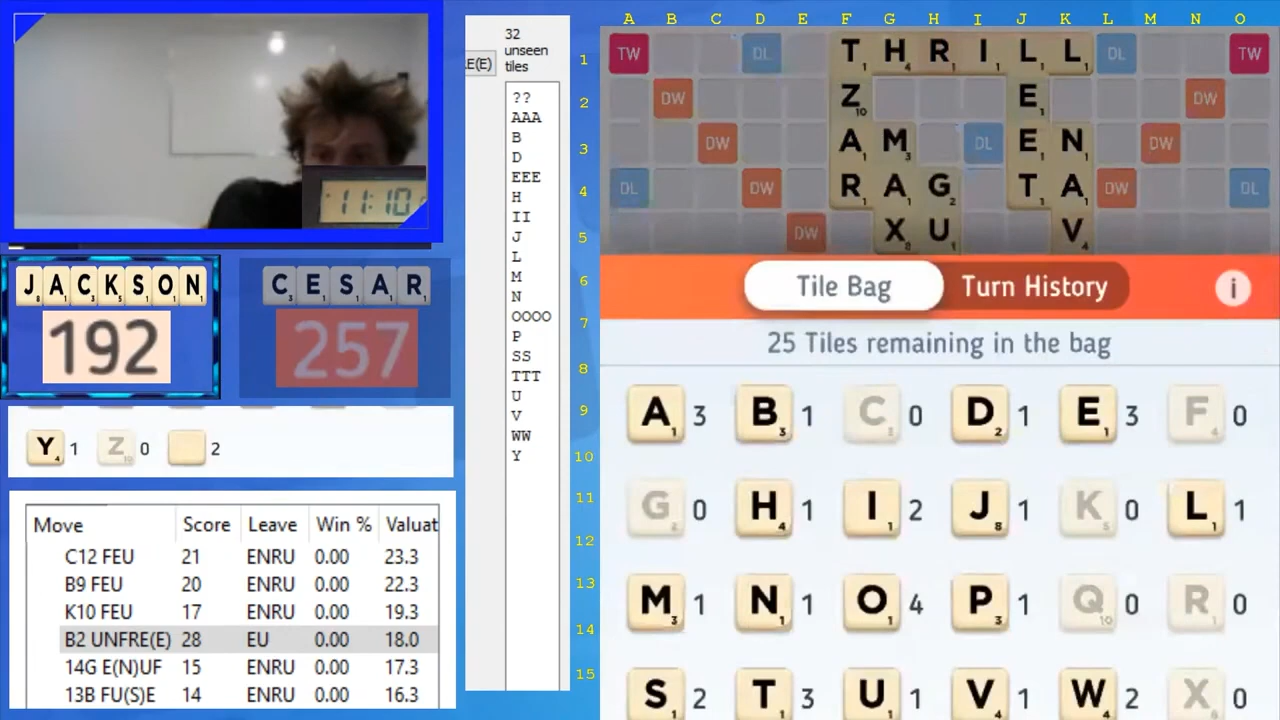 11:10
JACKSON
192
CESAR
257
Y 1 Z 0 2
Move Score Leave Win % Valuat
C12 FEU 21 ENRU 0.00 23.3
B9 FEU 20 ENRU 0.00 22.3
K10 FEU 17 ENRU 0.00 19.3
B2 UNFRE(E) 28 EU 0.00 18.0
14G E(N)UF 15 ENRU 0.00 17.3
13B FU(S)E 14 ENRU 0.00 16.3
LE(E)
32
unseen
tiles
??
AAA
B
D
EEE
H
II
J
L
M
N
OOOO
P
SS
TTT
U
V
WW
Y
A B C D E F G H I J K L M N O
1 TW DL T H R I L L DL TW
2 DW Z E DW
3 DW A M DL E N DW
4 DL DW R A G T A DW DL
5 DW X U V
6
7
8
9
10
11
12
13
14
15
Tile Bag Turn History i
25 Tiles remaining in the bag
A 3 B 1 C 0 D 1 E 3 F 0
G 0 H 1 I 2 J 1 K 0 L 1
M 1 N 1 O 4 P 1 Q 0 R 0
S 2 T 3 U 1 V 1 W 2 X 0